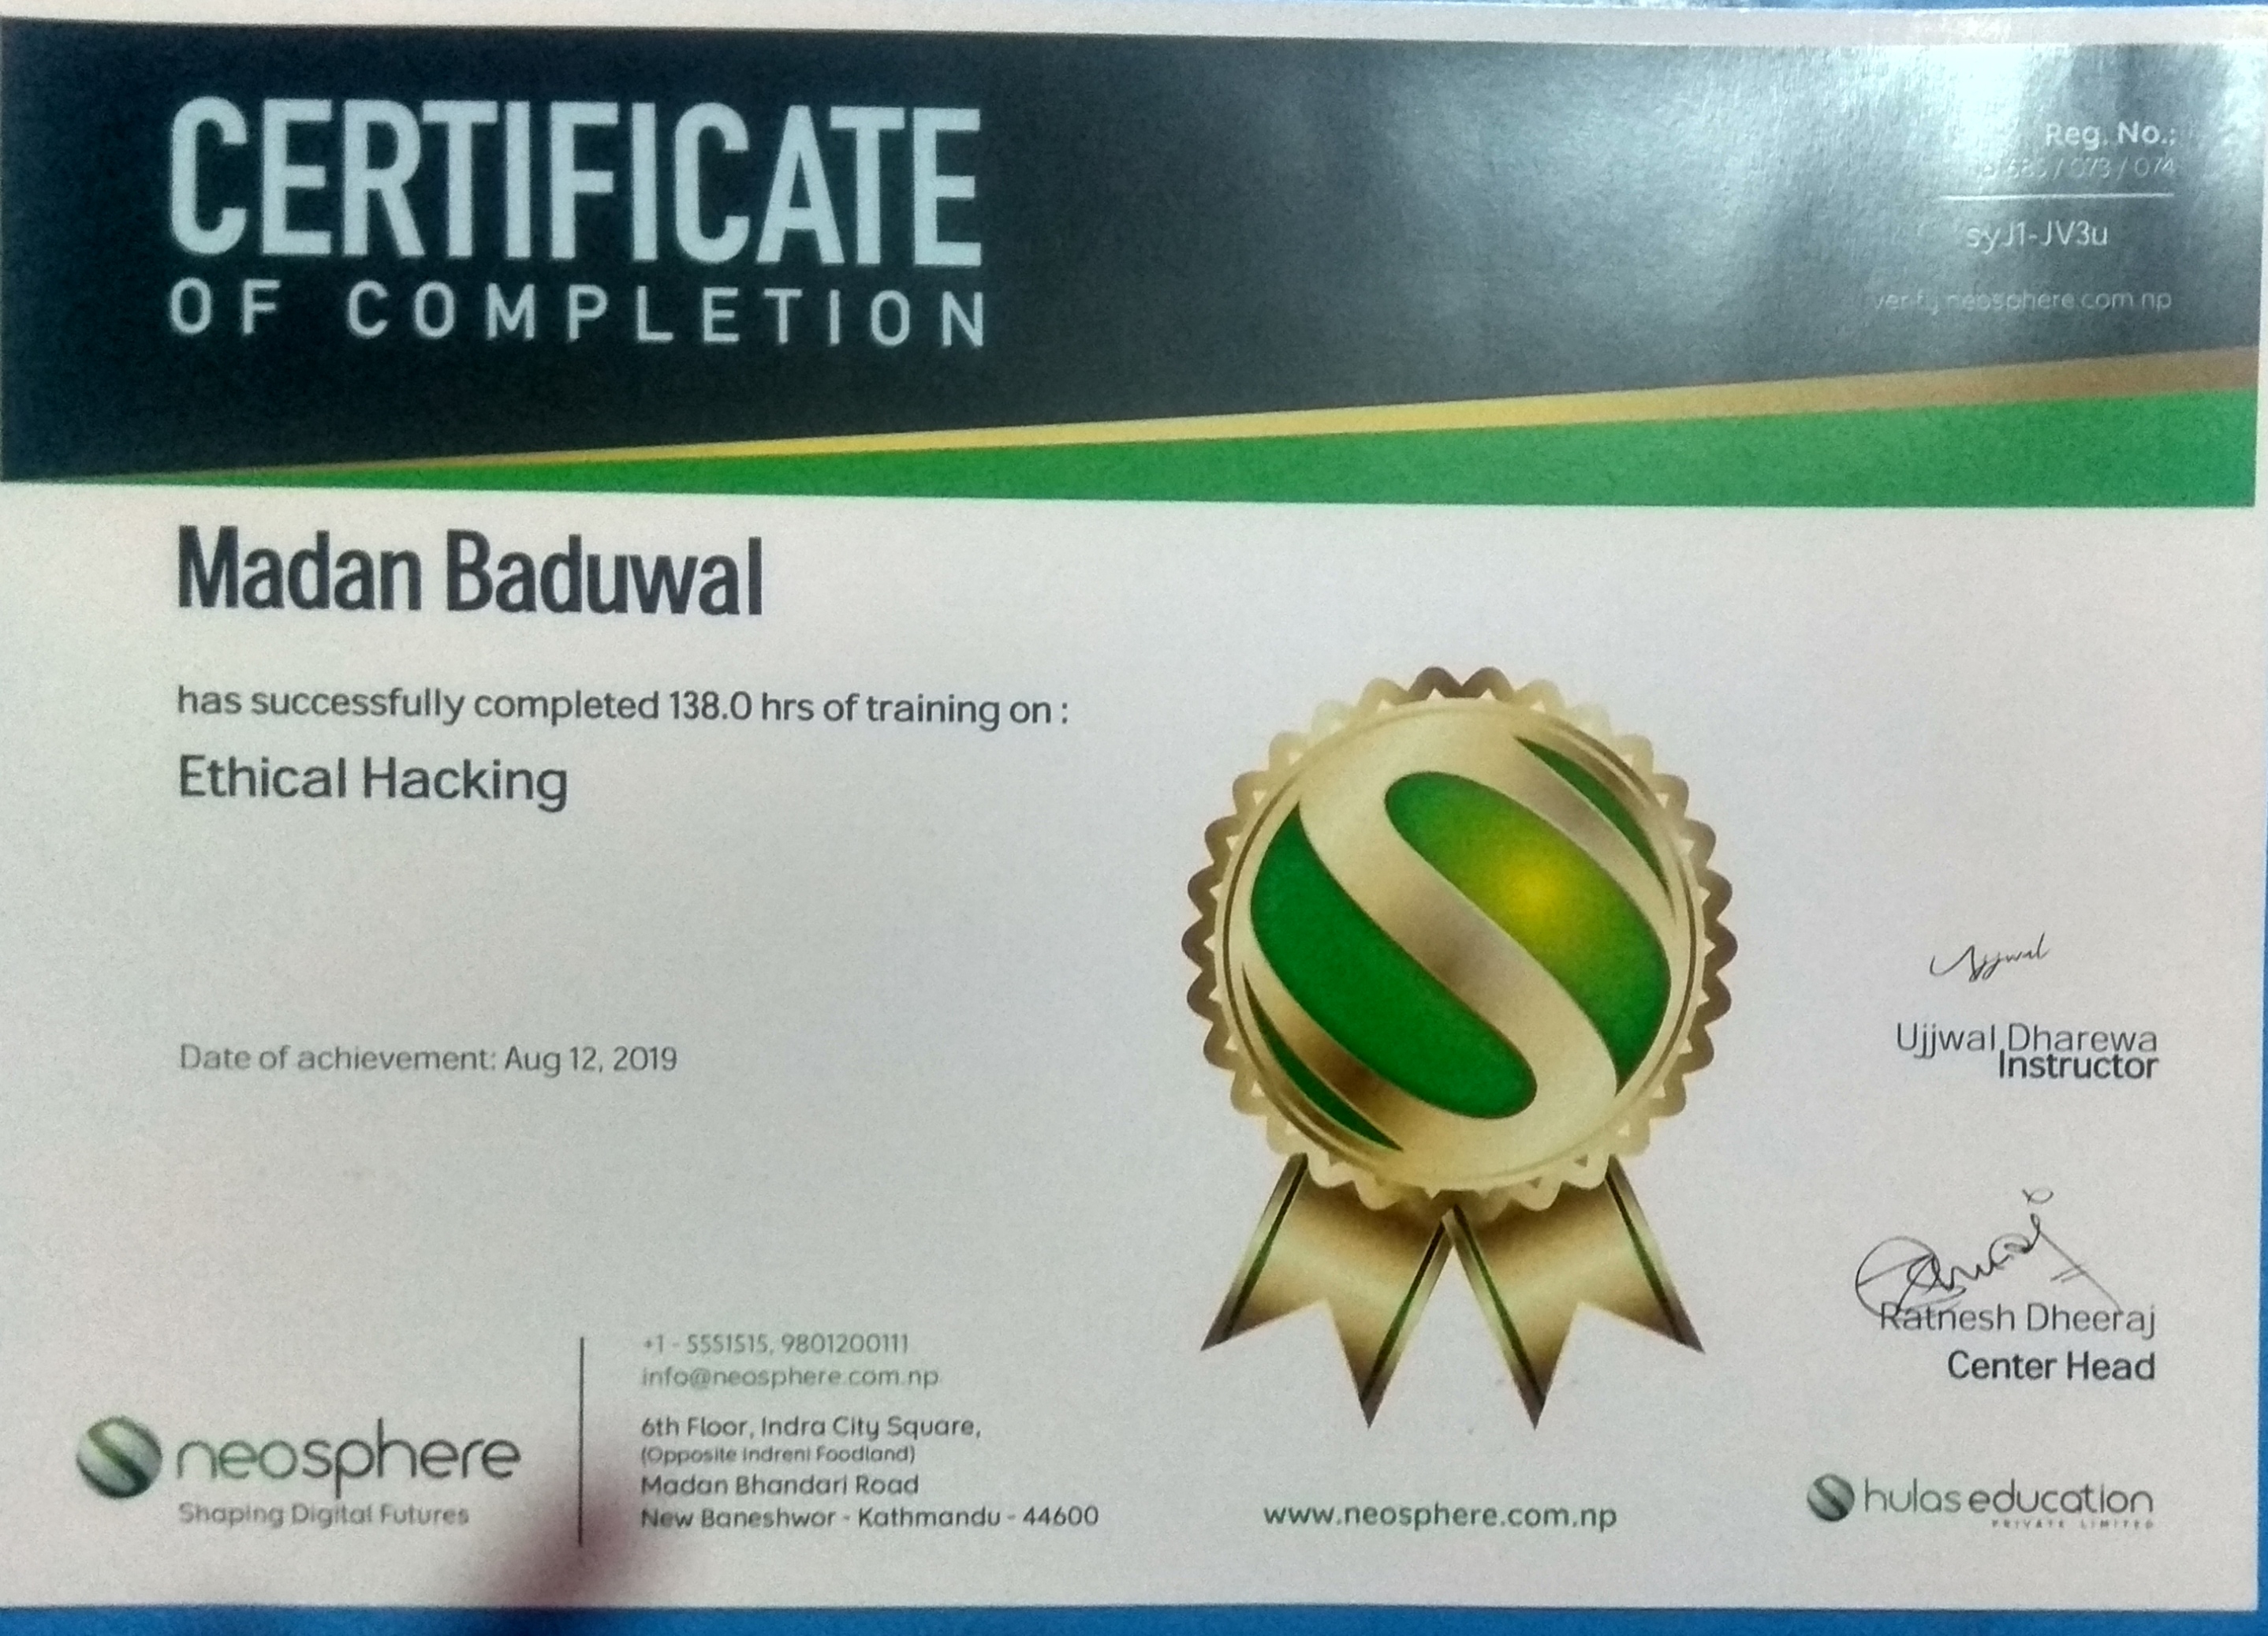 CERTIFICATE
OF COMPLETION
Reg. No.:
/ 073 / 074
syJ1-JV3u
verify.neosphere.com.np
Madan Baduwal
has successfully completed 138.0 hrs of training on :
Ethical Hacking
Date of achievement: Aug 12, 2019
Ujjwal
Ujjwal Dharewa
Instructor
Ratnesh Dheeraj
Center Head
neosphere
Shaping Digital Futures
+1 - 5551515, 9801200111
info@neosphere.com.np
6th Floor, Indra City Square,
(Opposite Indreni Foodland)
Madan Bhandari Road
New Baneshwor - Kathmandu - 44600
www.neosphere.com.np
hulas education
PRIVATE LIMITED